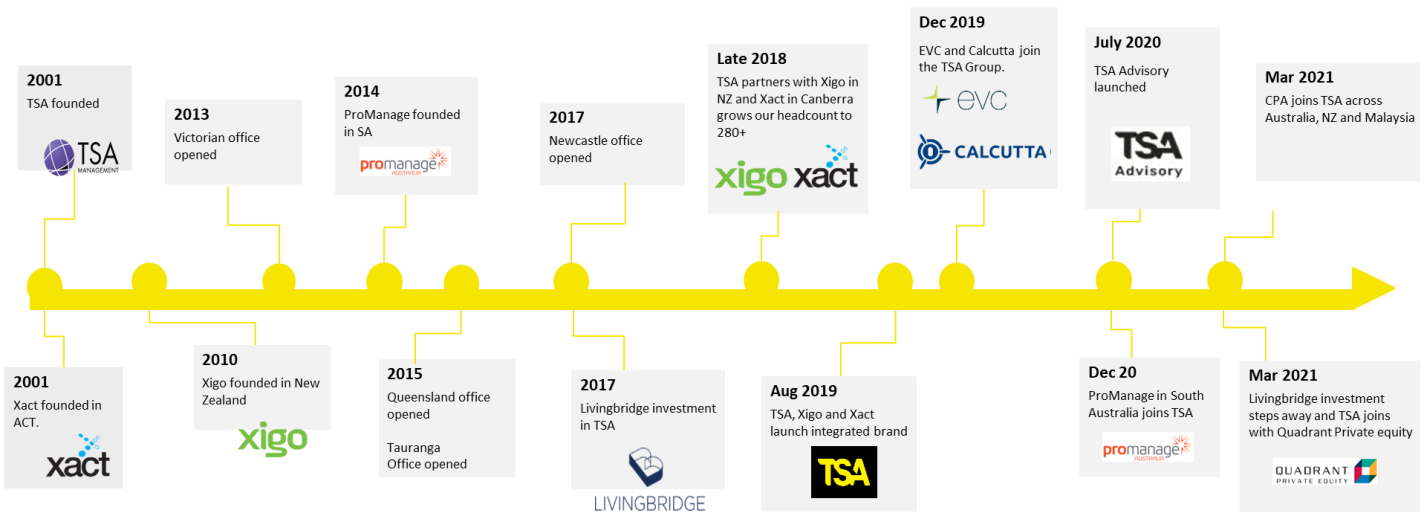 2001
TSA founded
TSA
MANAGEMENT
2013
Victorian office
opened
2014
ProManage founded
in SA
promanage
AUSTRALIA
2017
Newcastle office
opened
Late 2018
TSA partners with Xigo in
NZ and Xact in Canberra
grows our headcount to
280+
xigo xact
Dec 2019
EVC and Calcutta join
the TSA Group.
evc
CALCUTTA
July 2020
TSA Advisory
launched
TSA
Advisory
Mar 2021
CPA joins TSA across
Australia, NZ and Malaysia
2001
Xact founded in
ACT.
xact
2010
Xigo founded in New
Zealand
xigo
2015
Queensland office
opened
Tauranga
Office opened
2017
Livingbridge investment
in TSA
LIVINGBRIDGE
Aug 2019
TSA, Xigo and Xact
launch integrated brand
TSA
Dec 20
ProManage in South
Australia joins TSA
promanage
AUSTRALIA
Mar 2021
Livingbridge investment
steps away and TSA joins
with Quadrant Private equity
QUADRANT
PRIVATE EQUITY